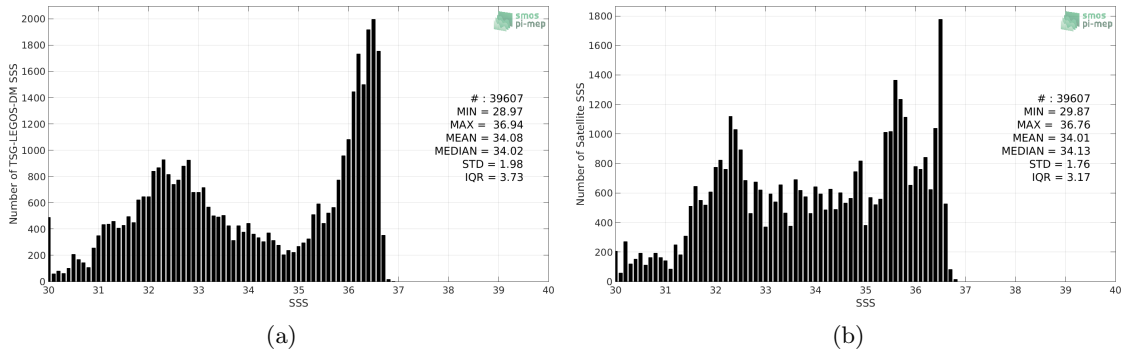 smos
pi-mep
Number of TSG-LEGOS-DM SSS
2000
1800
1600
1400
1200
1000
800
600
400
200
0
# : 39607
MIN = 28.97
MAX = 36.94
MEAN = 34.08
MEDIAN = 34.02
STD = 1.98
IQR = 3.73
30 31 32 33 34 35 36 37 38 39 40
SSS
(a)
smos
pi-mep
Number of Satellite SSS
1800
1600
1400
1200
1000
800
600
400
200
0
# : 39607
MIN = 29.87
MAX = 36.76
MEAN = 34.01
MEDIAN = 34.13
STD = 1.76
IQR = 3.17
30 31 32 33 34 35 36 37 38 39 40
SSS
(b)